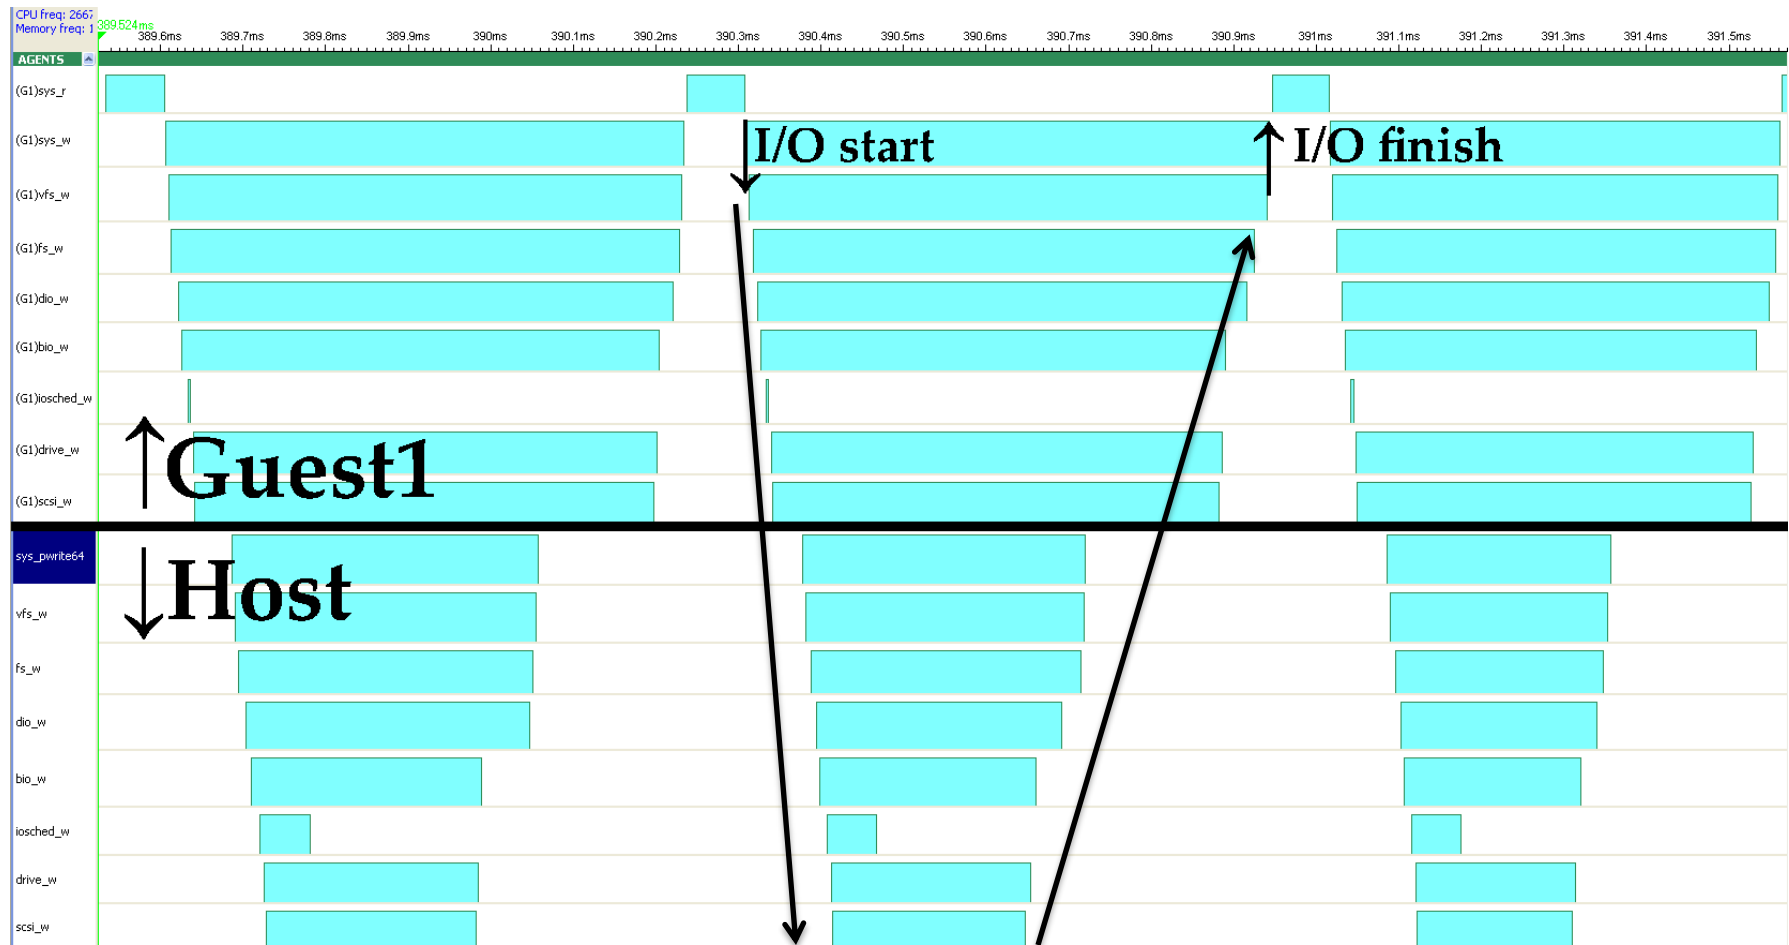 CPU freq: 2667
Memory freq: 1
389.524ms
389.6ms 389.7ms 389.8ms 389.9ms 390ms 390.1ms 390.2ms 390.3ms 390.4ms 390.5ms 390.6ms 390.7ms 390.8ms 390.9ms 391ms 391.1ms 391.2ms 391.3ms 391.4ms 391.5ms
AGENTS
(G1)sys_r
(G1)sys_w
I/O start
I/O finish
(G1)vfs_w
(G1)fs_w
(G1)dio_w
(G1)bio_w
(G1)iosched_w
(G1)drive_w
Guest1
(G1)scsi_w
sys_pwrite64
Host
vfs_w
fs_w
dio_w
bio_w
iosched_w
drive_w
scsi_w